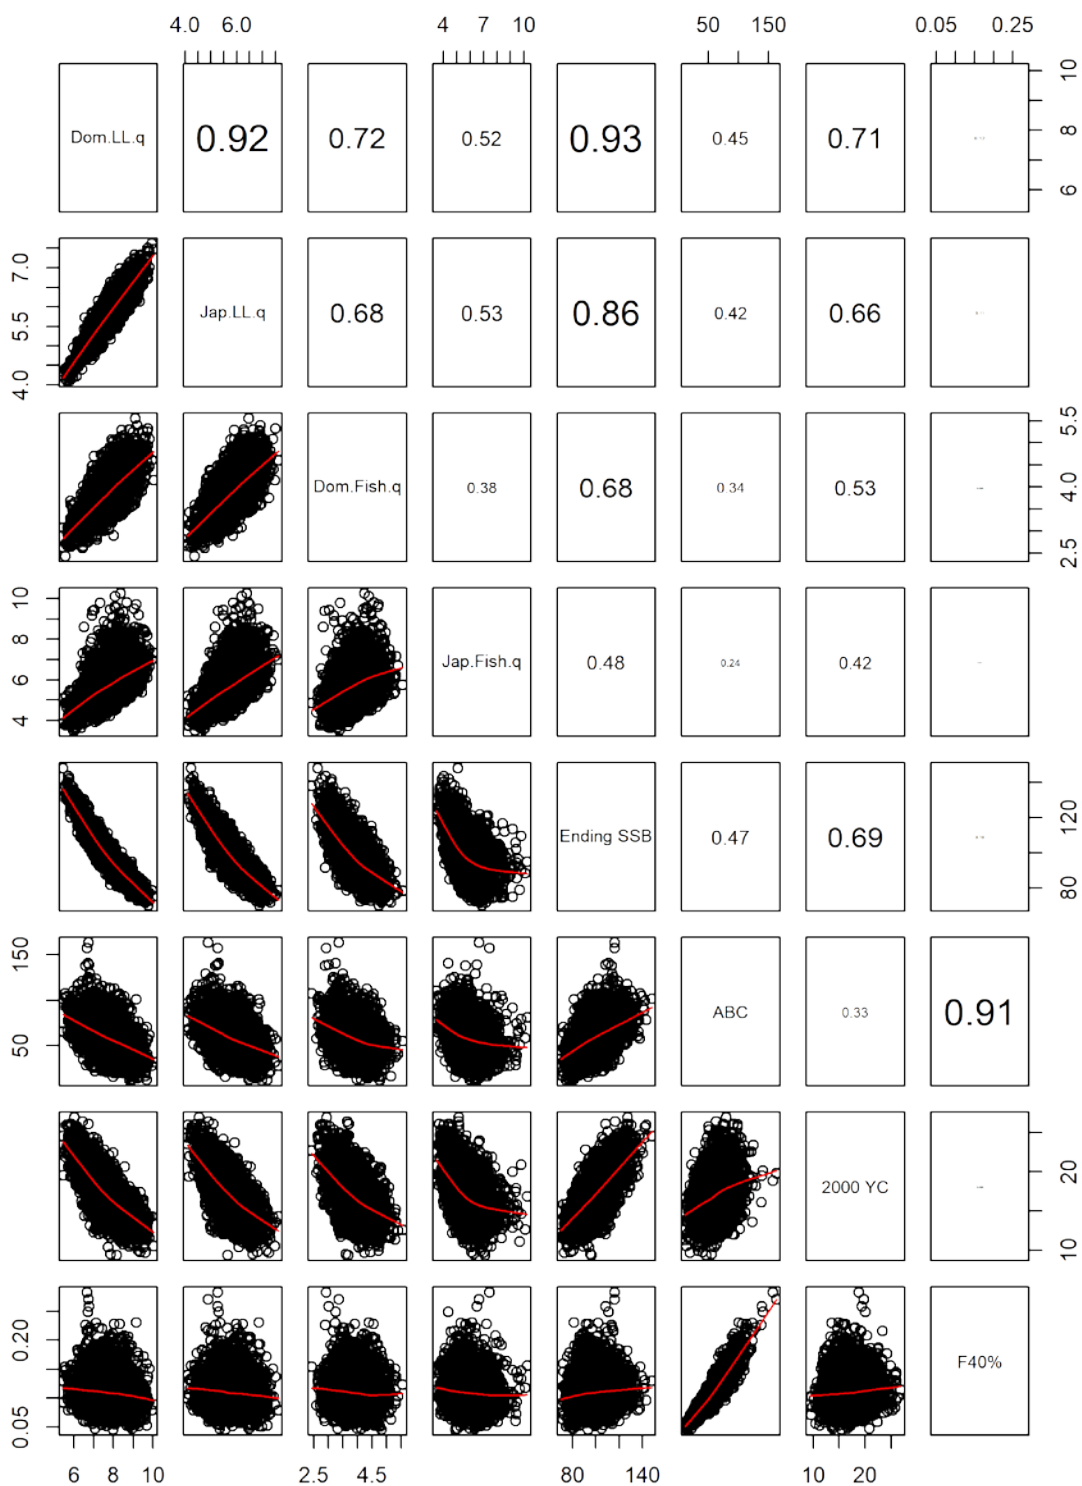 4.0 6.0 4 7 10 50 150 0.05 0.25
Dom.LL.q 0.92 0.72 0.52 0.93 0.45 0.71 6 8 10
4.0 5.5 7.0 Jap.LL.q 0.68 0.53 0.86 0.42 0.66
Dom.Fish.q 0.38 0.68 0.34 0.53 2.5 4.0 5.5
4 6 8 10 Jap.Fish.q 0.48 0.24 0.42
Ending SSB 0.47 0.69 80 120
50 150 ABC 0.33 0.91
2000 YC 10 20
0.05 0.20 F40%
6 8 10 2.5 4.5 80 140 10 20